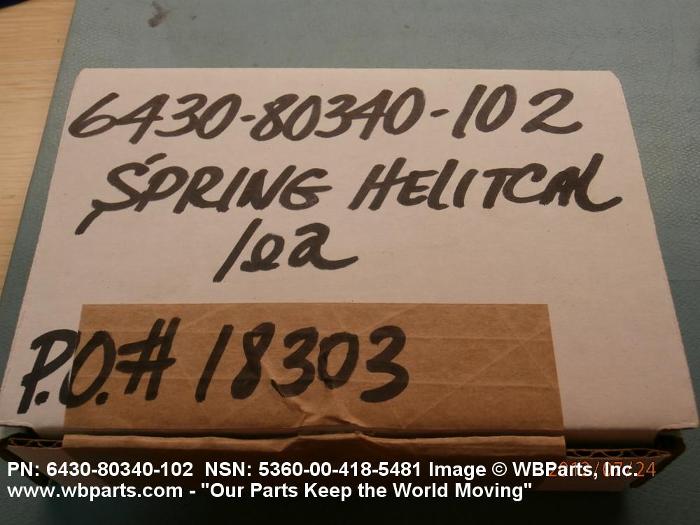 6430-80340-102
SPRING HELITCAL
1ea
P.O.# 18303
PN: 6430-80340-102 NSN: 5360-00-418-5481 Image © WBParts, Inc.
www.wbparts.com - "Our Parts Keep the World Moving"